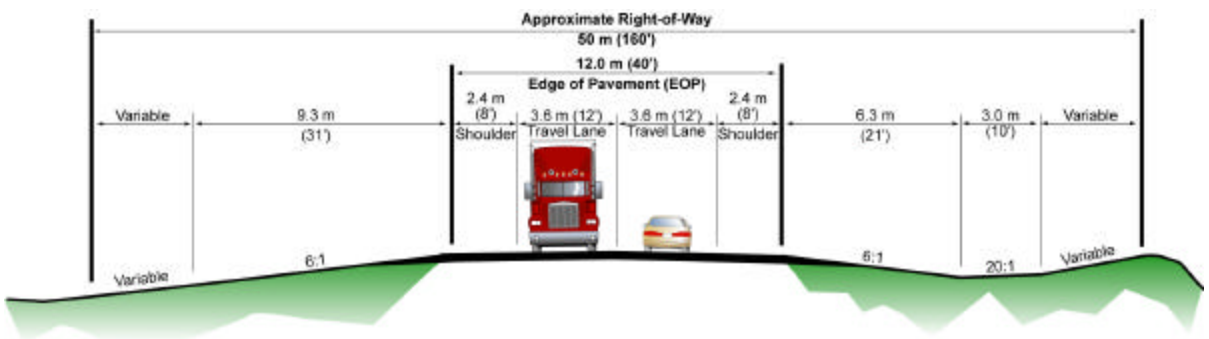 Approximate Right-of-Way
50 m (160')
12.0 m (40')
Edge of Pavement (EOP)
Variable
9.3 m
(31')
2.4 m
(8')
Shoulder
3.6 m (12')
Travel Lane
3.6 m (12')
Travel Lane
2.4 m
(8')
Shoulder
6.3 m
(21')
3.0 m
(10')
Variable
Variable
6:1
6:1
20:1
Variable